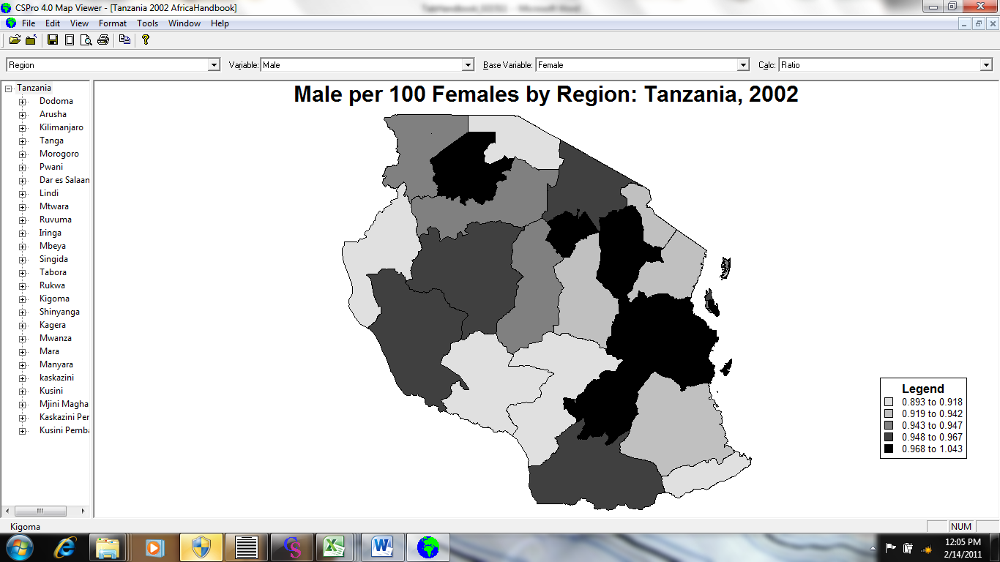 CSPro 4.0 Map Viewer - [Tanzania 2002 AfricaHandbook]
File Edit View Format Tools Window Help
Region Variable: Male Base Variable: Female Calc: Ratio
Tanzania
Dodoma
Arusha
Kilimanjaro
Tanga
Morogoro
Pwani
Dar es Salaan
Lindi
Mtwara
Ruvuma
Iringa
Mbeya
Singida
Tabora
Rukwa
Kigoma
Shinyanga
Kagera
Mwanza
Mara
Manyara
kaskazini
Kusini
Mjini Magha
Kaskazini Per
Kusini Pemba
Male per 100 Females by Region: Tanzania, 2002
Legend
0.893 to 0.918
0.919 to 0.942
0.943 to 0.947
0.948 to 0.967
0.968 to 1.043
Kigoma NUM
12:05 PM
2/14/2011